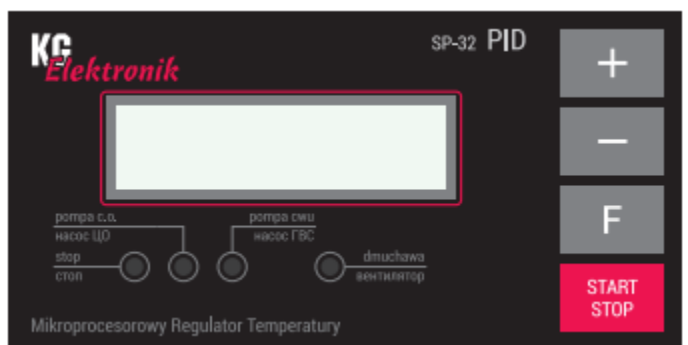 KG
Elektronik
SP-32 PID
+
−
F
START
STOP
pompa c.o.
насос ЦО
pompa cwu
насос ГВС
stop
стоп
dmuchawa
вентилятор
Mikroprocesorowy Regulator Temperatury